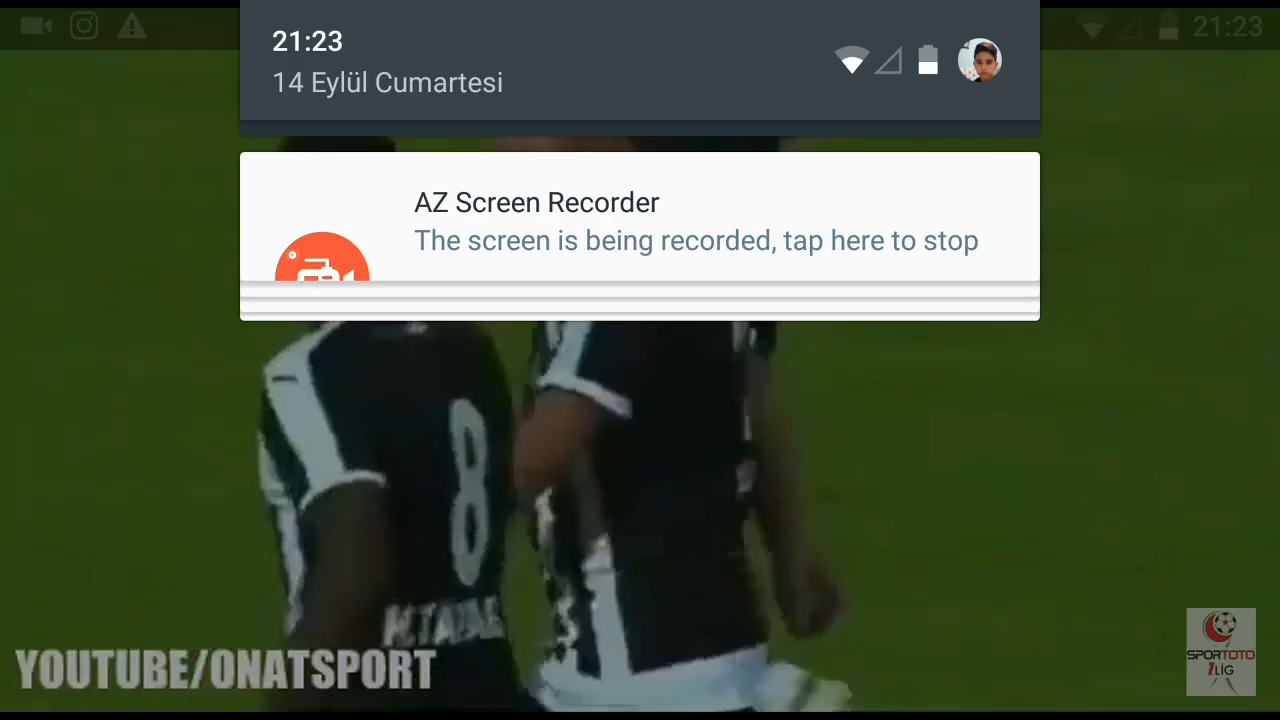 21:23
21:23
14 Eylül Cumartesi
AZ Screen Recorder
The screen is being recorded, tap here to stop
8
YOUTUBE/ONATSPORT
SPORTOTO
1.LİG